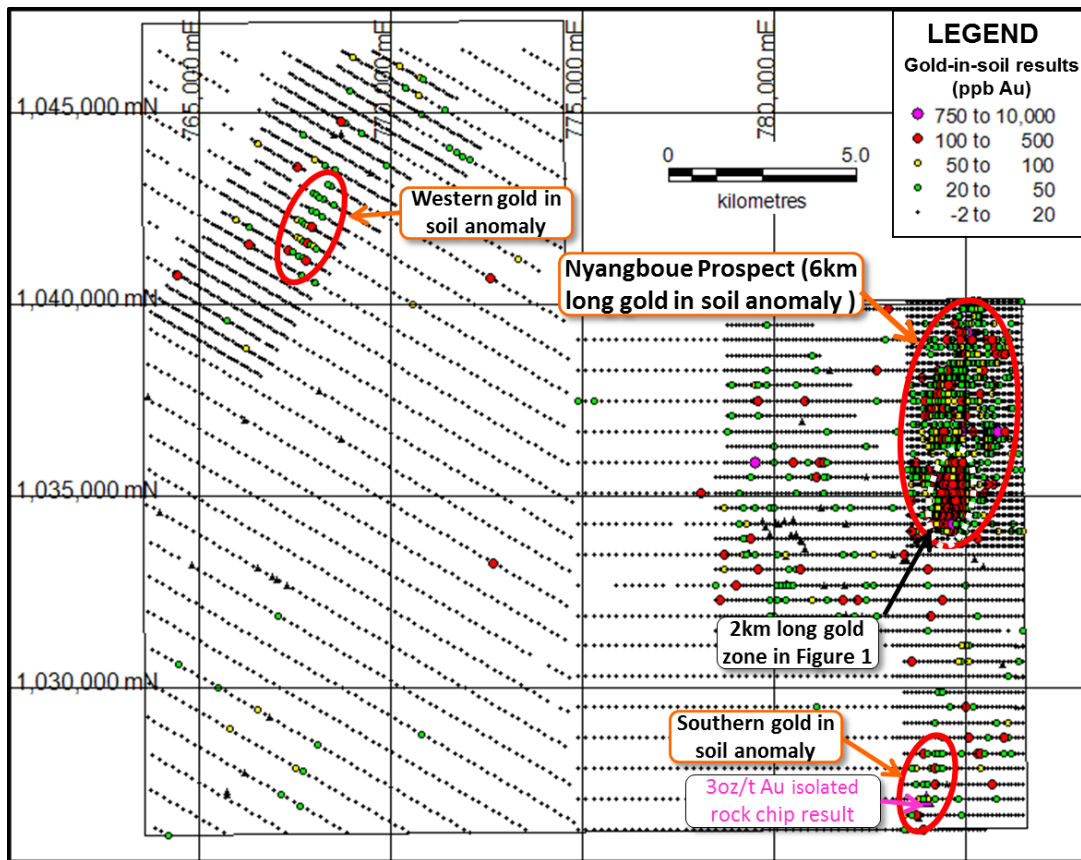 LEGEND
Gold-in-soil results
(ppb Au)
750 to 10,000
100 to 500
50 to 100
20 to 50
-2 to 20
765,000 mE
770,000 mE
775,000 mE
780,000 mE
1,045,000 mN
0 5.0
kilometres
Western gold in
soil anomaly
Nyangboue Prospect (6km
long gold in soil anomaly )
1,040,000 mN
1,035,000 mN
2km long gold
zone in Figure 1
1,030,000 mN
Southern gold in
soil anomaly
3oz/t Au isolated
rock chip result